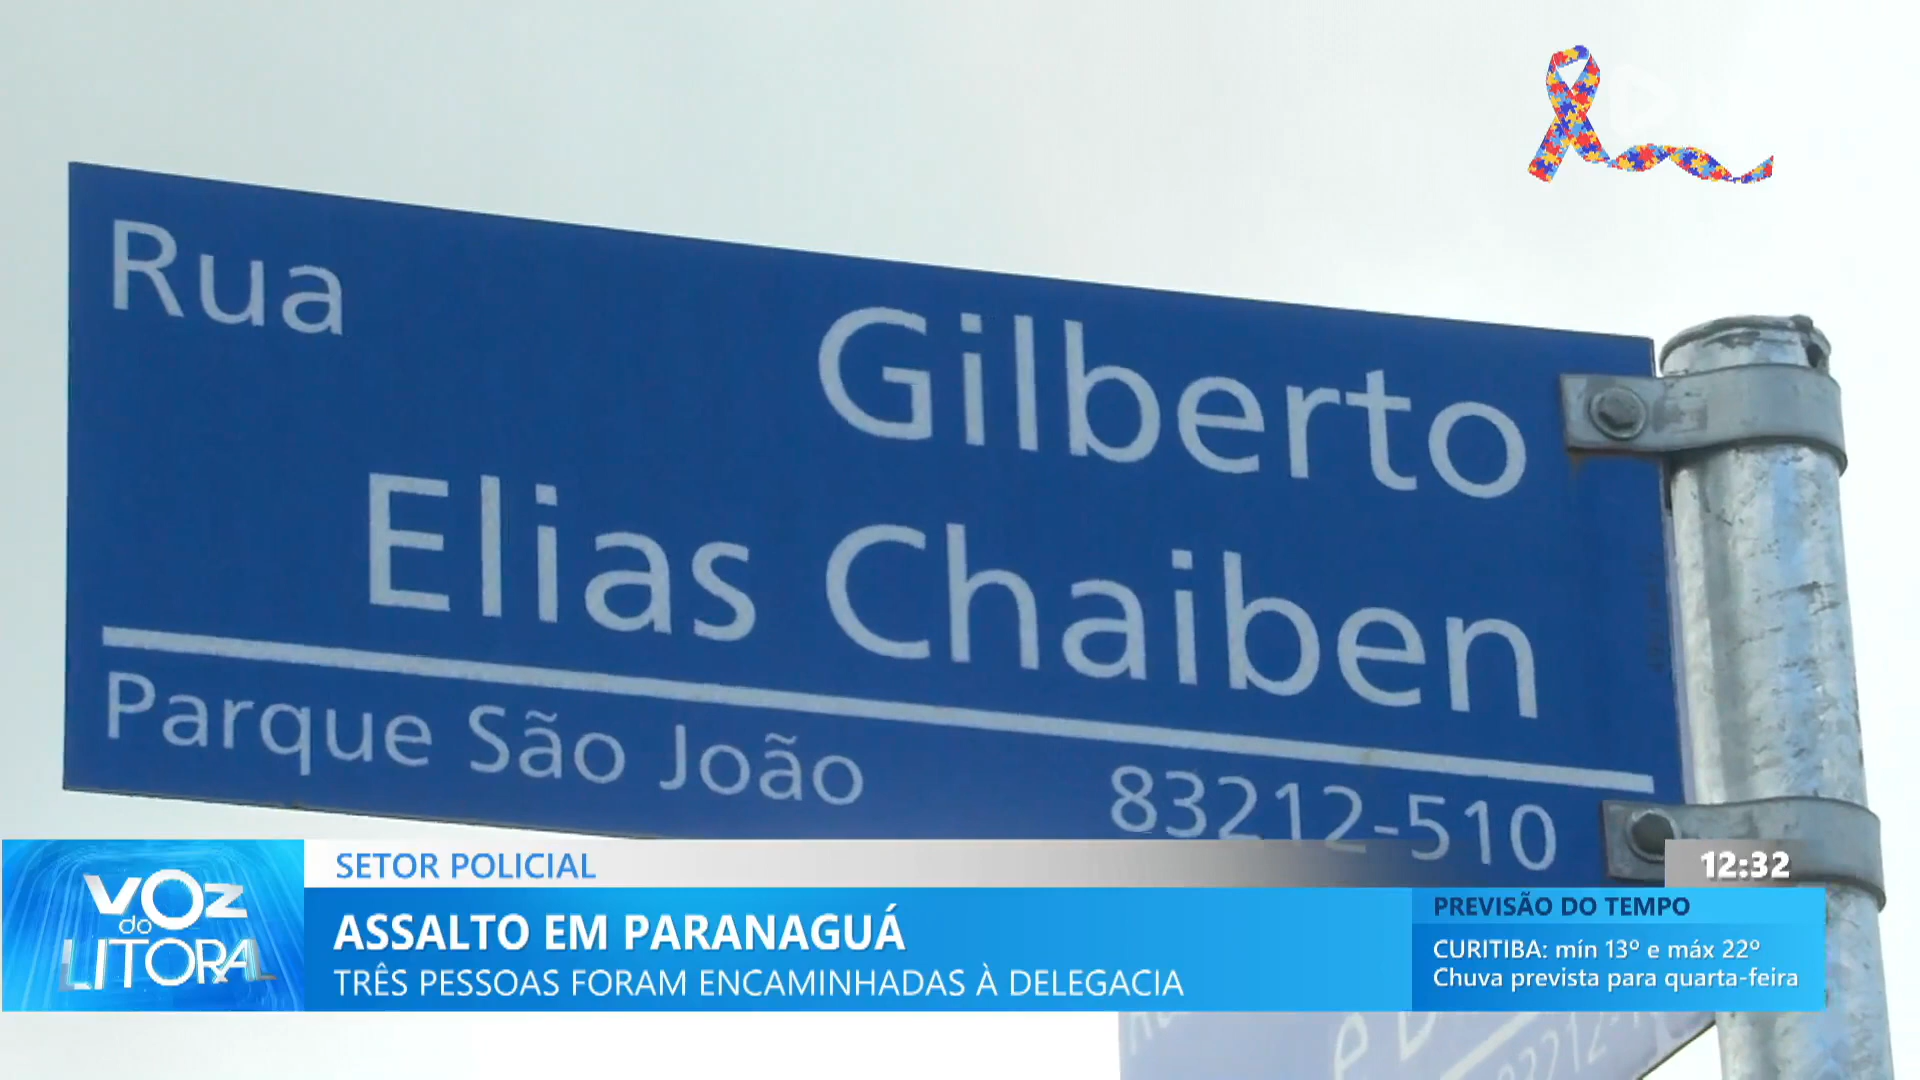 Rua
Gilberto
Elias Chaiben
Parque São João
83212-510
SETOR POLICIAL
12:32
VOZ
do
LITORAL
ASSALTO EM PARANAGUÁ
TRÊS PESSOAS FORAM ENCAMINHADAS À DELEGACIA
PREVISÃO DO TEMPO
CURITIBA: mín 13º e máx 22º
Chuva prevista para quarta-feira